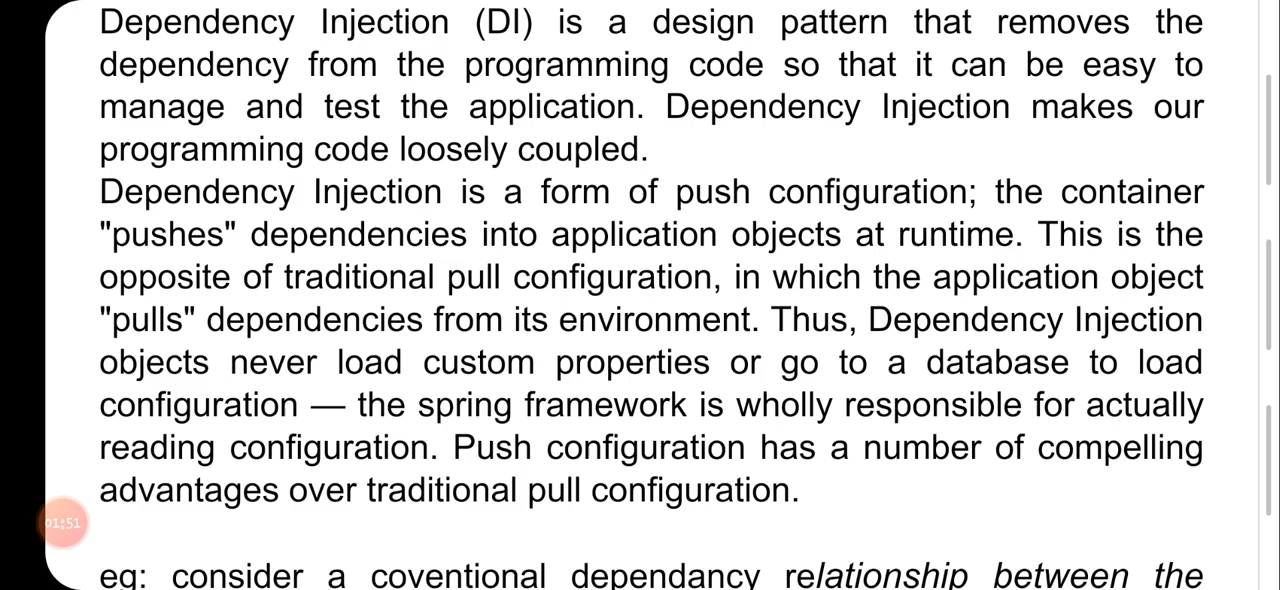 Dependency Injection (DI) is a design pattern that removes the
dependency from the programming code so that it can be easy to
manage and test the application. Dependency Injection makes our
programming code loosely coupled.
Dependency Injection is a form of push configuration; the container
"pushes" dependencies into application objects at runtime. This is the
opposite of traditional pull configuration, in which the application object
"pulls" dependencies from its environment. Thus, Dependency Injection
objects never load custom properties or go to a database to load
configuration — the spring framework is wholly responsible for actually
reading configuration. Push configuration has a number of compelling
advantages over traditional pull configuration.
01:51
eg: consider a coventional dependancy relationship between the